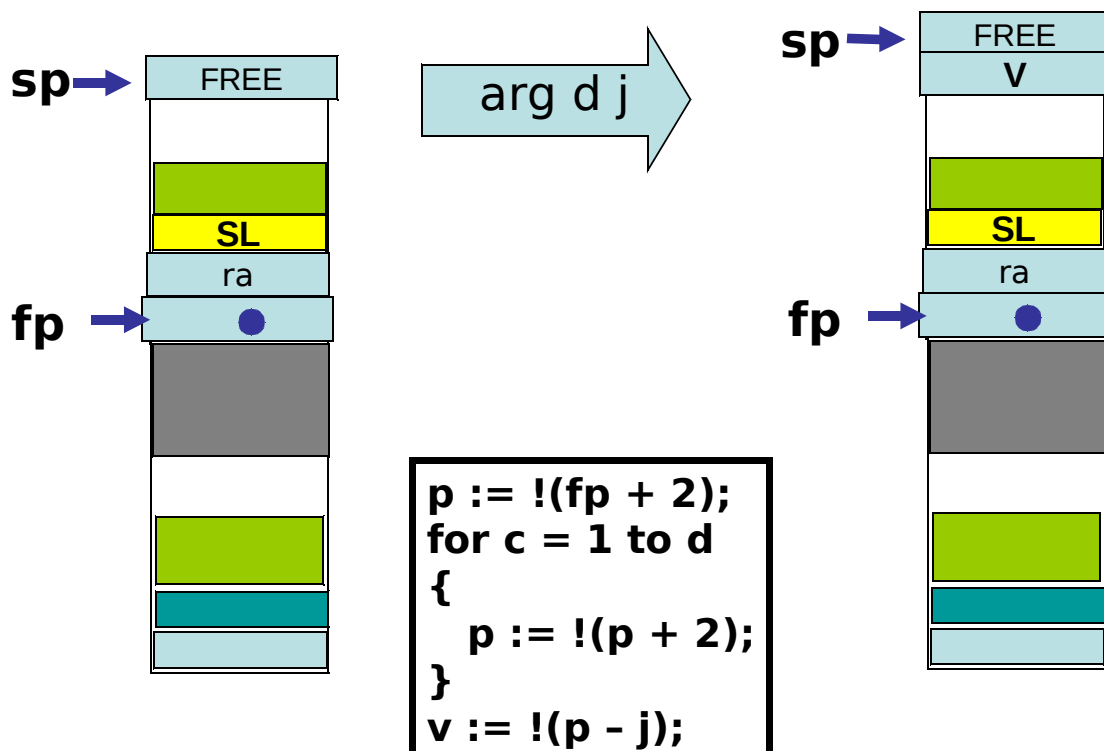 sp
FREE
SL
ra
fp
arg d j
sp
FREE
V
SL
ra
fp
p := !(fp + 2);
for c = 1 to d
{
p := !(p + 2);
}
v := !(p – j);